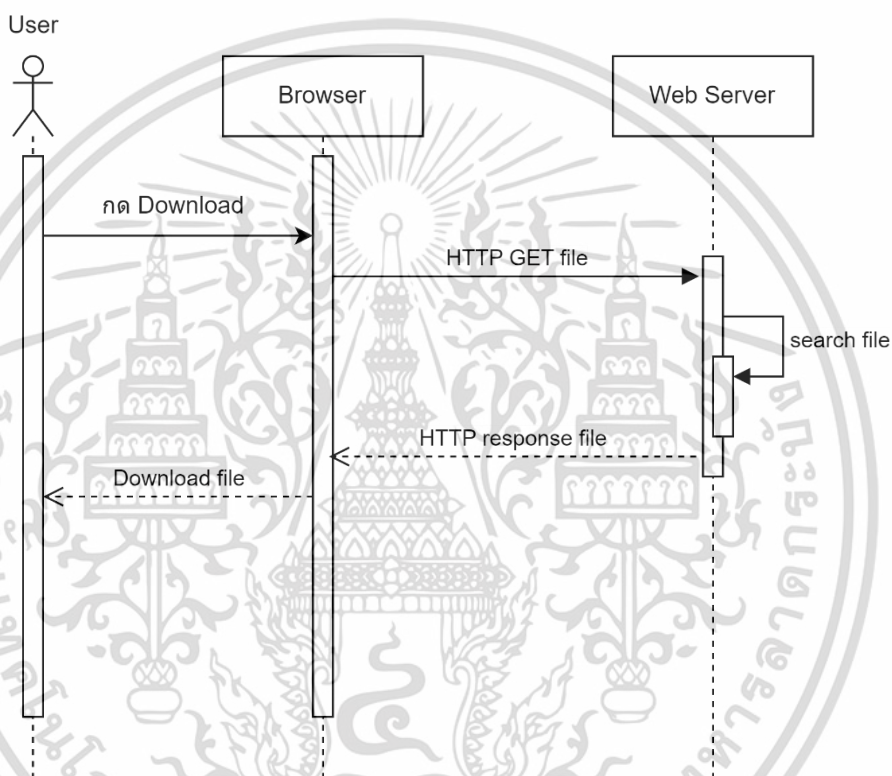 User
Browser
Web Server
กด Download
HTTP GET file
search file
HTTP response file
Download file